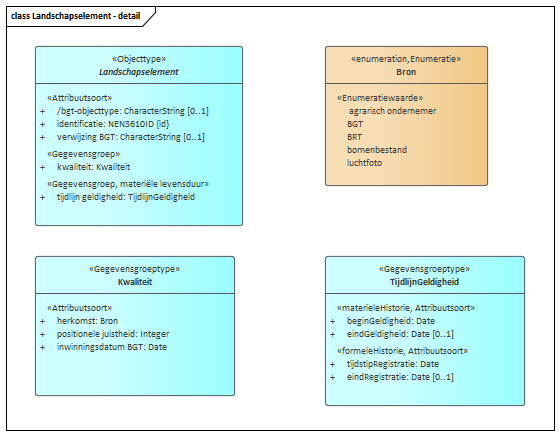 class Landschapselement - detail
«Objecttype»
Landschapselement
«Attribuutsoort»
+ /bgt-objecttype: CharacterString [0..1]
+ identificatie: NEN3610ID {id}
+ verwijzing BGT: CharacterString [0..1]
«Gegevensgroep»
+ kwaliteit: Kwaliteit
«Gegevensgroep, materiële levensduur»
+ tijdlijn geldigheid: TijdlijnGeldigheid
«enumeration,Enumeratie»
Bron
«Enumeratiewaarde»
agrarisch ondernemer
BGT
BRT
bomenbestand
luchtfoto
«Gegevensgroeptype»
Kwaliteit
«Attribuutsoort»
+ herkomst: Bron
+ positionele juistheid: Integer
+ inwinningsdatum BGT: Date
«Gegevensgroeptype»
TijdlijnGeldigheid
«materieleHistorie, Attribuutsoort»
+ beginGeldigheid: Date
+ eindGeldigheid: Date [0..1]
«formeleHistorie, Attribuutsoort»
+ tijdstipRegistratie: Date
+ eindRegistratie: Date [0..1]